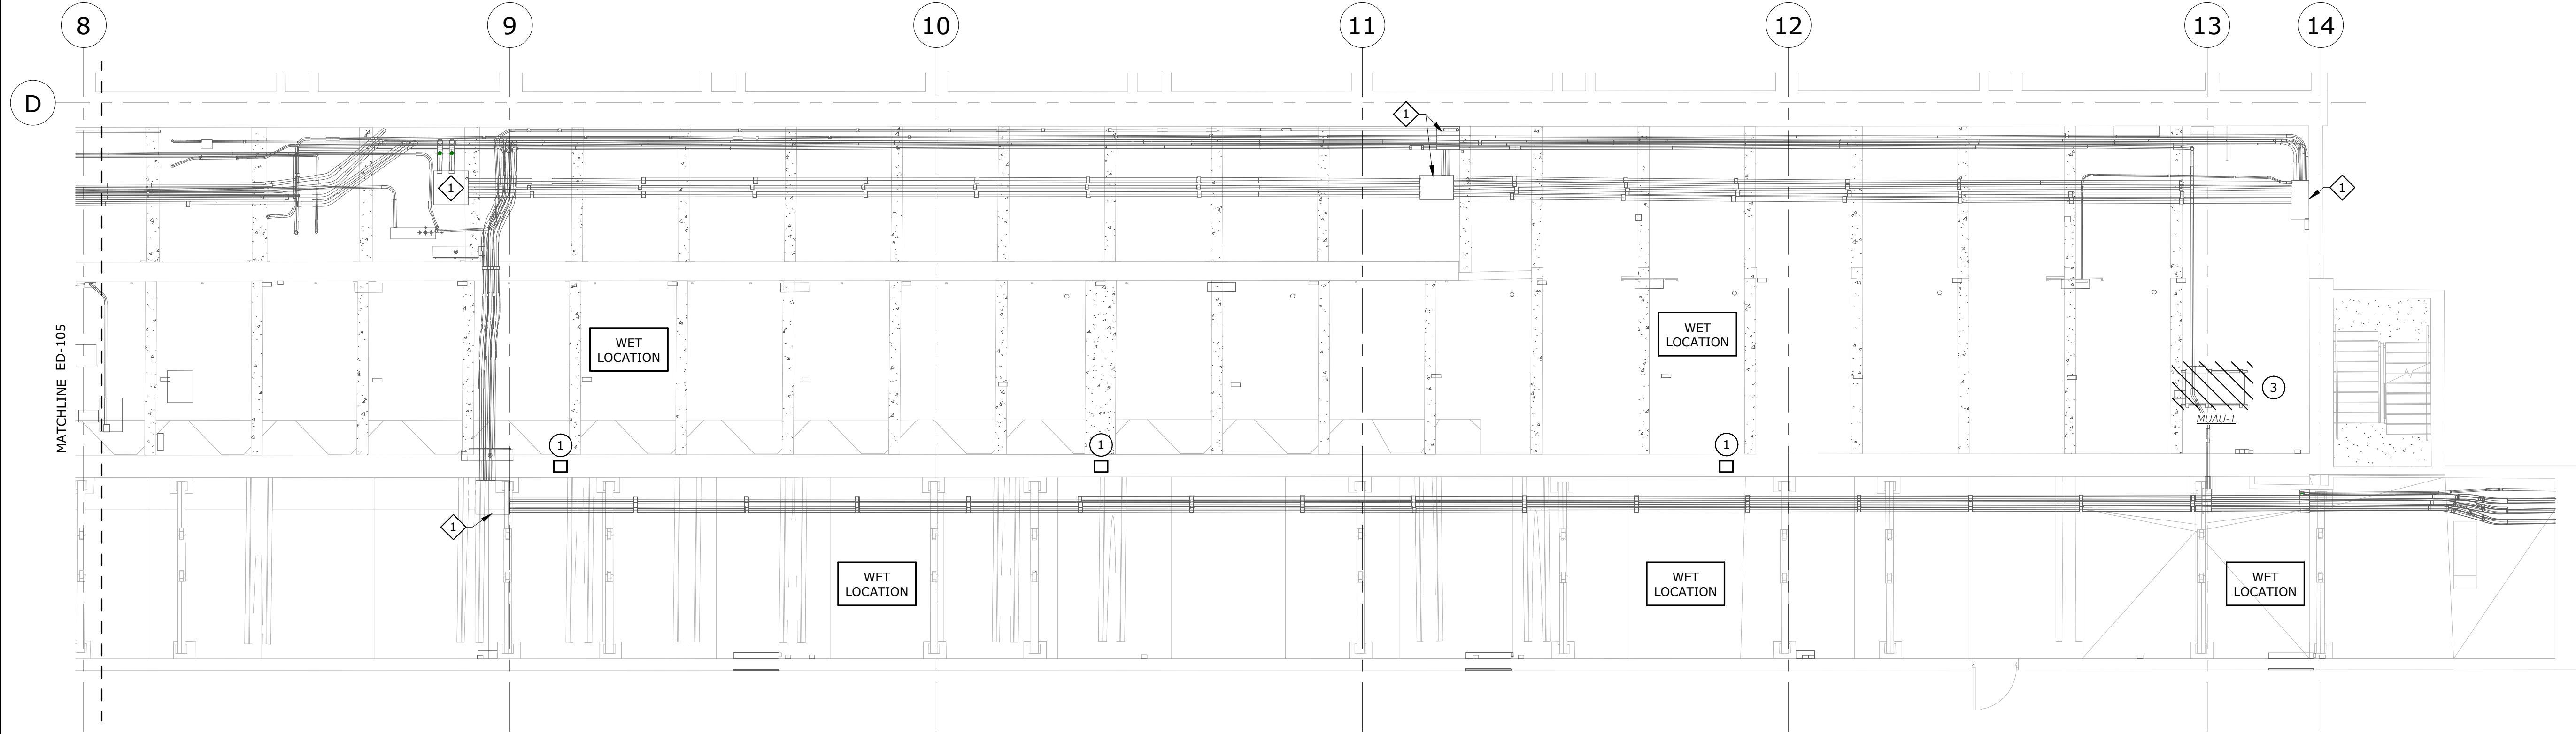 8
9
10
11
12
13
14
D
1
1
1
MATCHLINE ED-105
WET
LOCATION
WET
LOCATION
3
MUAU-1
1
1
1
1
WET
LOCATION
WET
LOCATION
WET
LOCATION